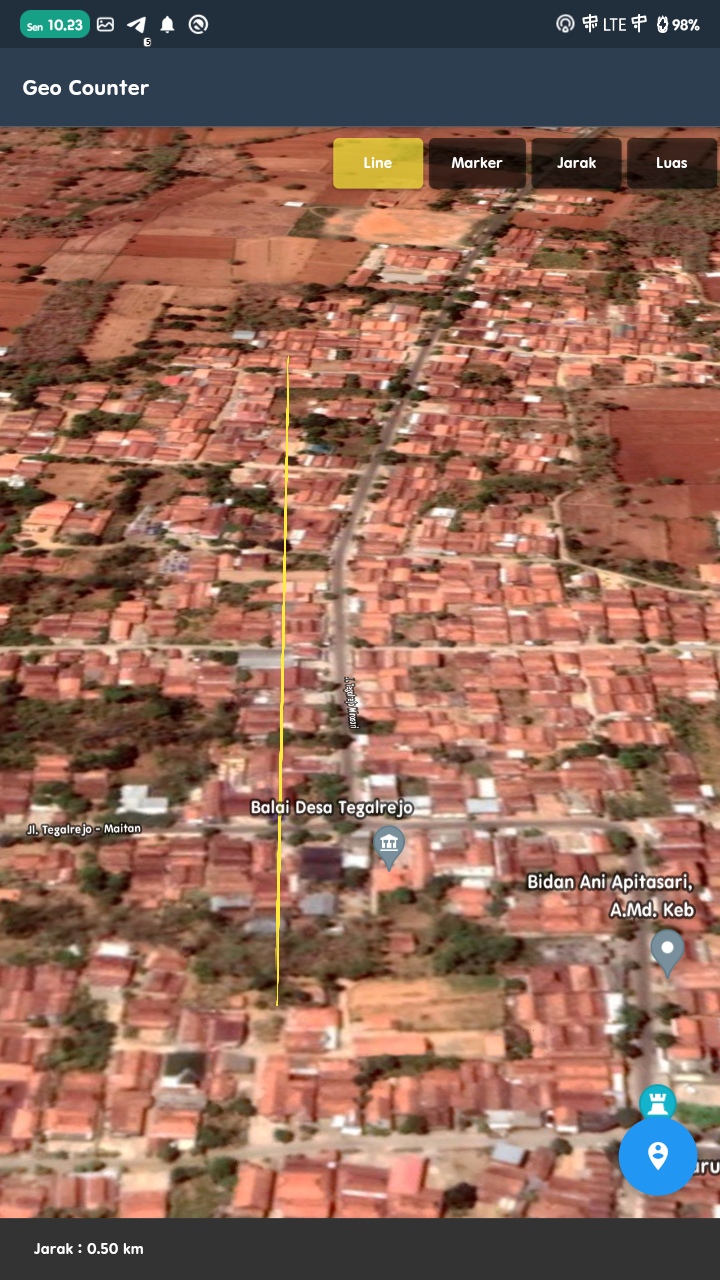 Sen 10.23
5
LTE
98%
Geo Counter
Line
Marker
Jarak
Luas
Balai Desa Tegalrejo
Jl. Tegalrejo - Maitan
Bidan Ani Apitasari,
A.Md. Keb
Jarak : 0.50 km